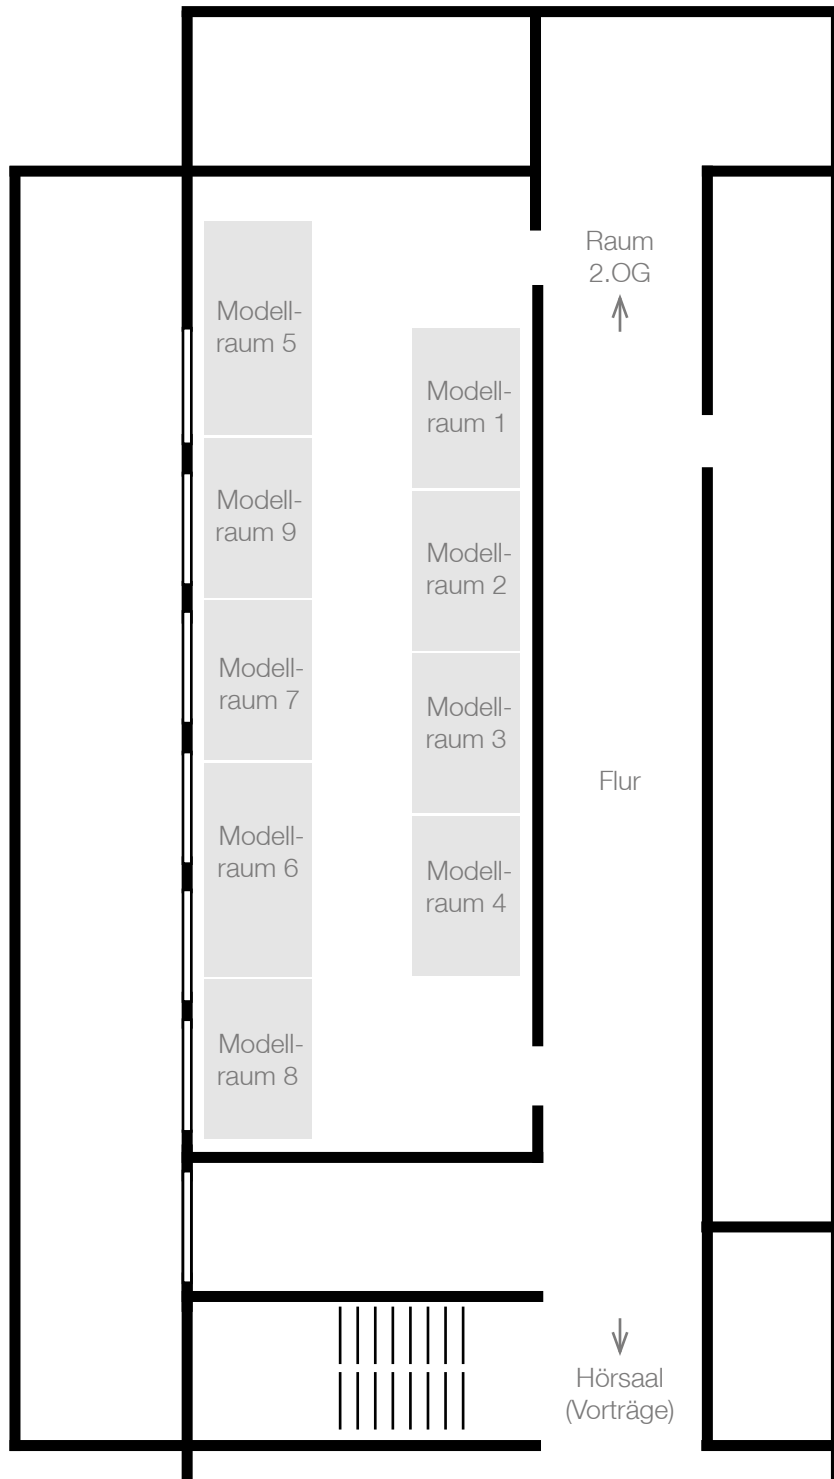 Raum
2.OG
Modell-
raum 5
Modell-
raum 1
Modell-
raum 9
Modell-
raum 2
Modell-
raum 7
Modell-
raum 3
Flur
Modell-
raum 6
Modell-
raum 4
Modell-
raum 8
Hörsaal
(Vorträge)